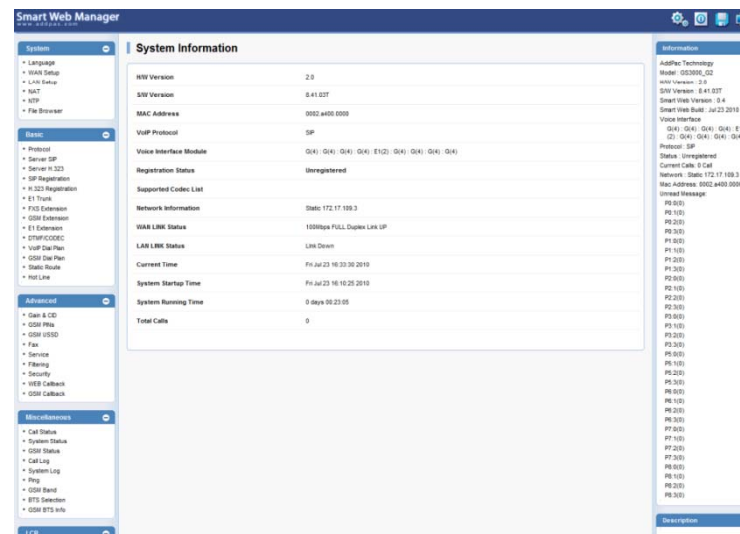 Smart Web Manager
www.addpac.com
System
Language
WAN Setup
LAN Setup
NAT
NTP
File Browser
Basic
Protocol
Server SIP
Server H.323
SIP Registration
H.323 Registration
E1 Trunk
FXS Extension
GSM Extension
E1 Extension
DTMF/CODEC
VoIP Dial Plan
GSM Dial Plan
Static Route
Hot Line
Advanced
Gain & CID
GSM PINs
GSM USSD
Fax
Service
Filtering
Security
WEB Callback
GSM Callback
Miscellaneous
Call Status
System Status
GSM Status
Call Log
System Log
Ping
GSM Band
BTS Selection
GSM BTS Info
LCR
System Information
H/W Version 2.0
S/W Version 8.41.03T
MAC Address 0002.a400.0000
VoIP Protocol SIP
Voice Interface Module G(4) : G(4) : G(4) : G(4) : E1(2) : G(4) : G(4) : G(4) : G(4)
Registration Status Unregistered
Supported Codec List
Network Information Static 172.17.109.3
WAN LINK Status 100Mbps FULL Duplex Link UP
LAN LINK Status Link Down
Current Time Fri Jul 23 16:33:30 2010
System Startup Time Fri Jul 23 16:10:25 2010
System Running Time 0 days 00:23:05
Total Calls 0
Information
AddPac Technology
Model : GS3000_G2
H/W Version : 2.0
S/W Version : 8.41.03T
Smart Web Version : 0.4
Smart Web Build : Jul 23 2010
Voice Interface
G(4) : G(4) : G(4) : G(4) : E1
(2) : G(4) : G(4) : G(4) : G(4
Protocol : SIP
Status : Unregistered
Current Calls: 0 Call
Network : Static 172.17.109.3
Mac Address: 0002.a400.0000
Unread Message:
P0:0(0)
P0:1(0)
P0:2(0)
P0:3(0)
P1:0(0)
P1:1(0)
P1:2(0)
P1:3(0)
P2:0(0)
P2:1(0)
P2:2(0)
P2:3(0)
P3:0(0)
P3:1(0)
P3:2(0)
P3:3(0)
P5:0(0)
P5:1(0)
P5:2(0)
P5:3(0)
P6:0(0)
P6:1(0)
P6:2(0)
P6:3(0)
P7:0(0)
P7:1(0)
P7:2(0)
P7:3(0)
P8:0(0)
P8:1(0)
P8:2(0)
P8:3(0)
Description